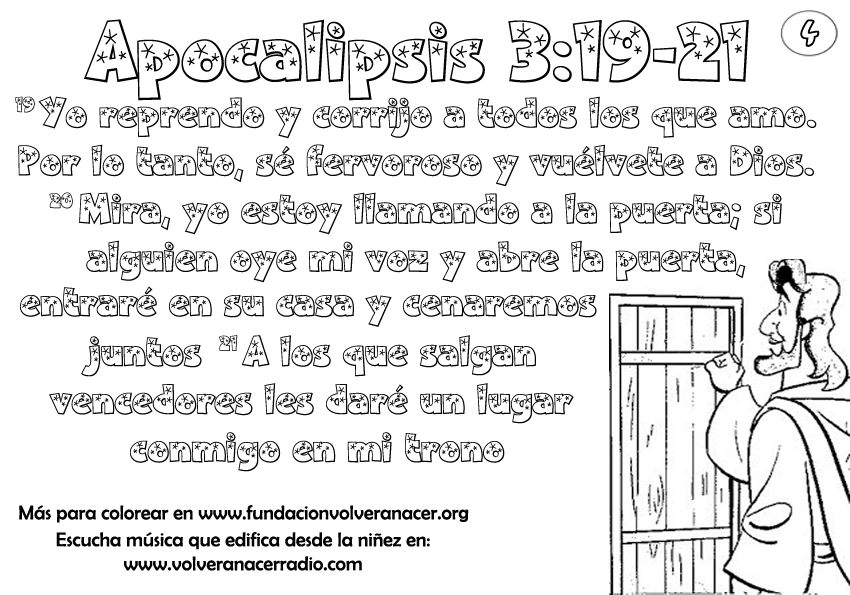 Apocalipsis 3:19-21
4
19 Yo reprendo y corrijo a todos los que amo.
Por lo tanto, sé fervoroso y vuélvete a Dios.
20 Mira, yo estoy llamando a la puerta; si
alguien oye mi voz y abre la puerta,
entraré en su casa y cenaremos
juntos 21 A los que salgan
vencedores les daré un lugar
conmigo en mi trono
Más para colorear en www.fundacionvolveranacer.org
Escucha música que edifica desde la niñez en:
www.volveranacerradio.com